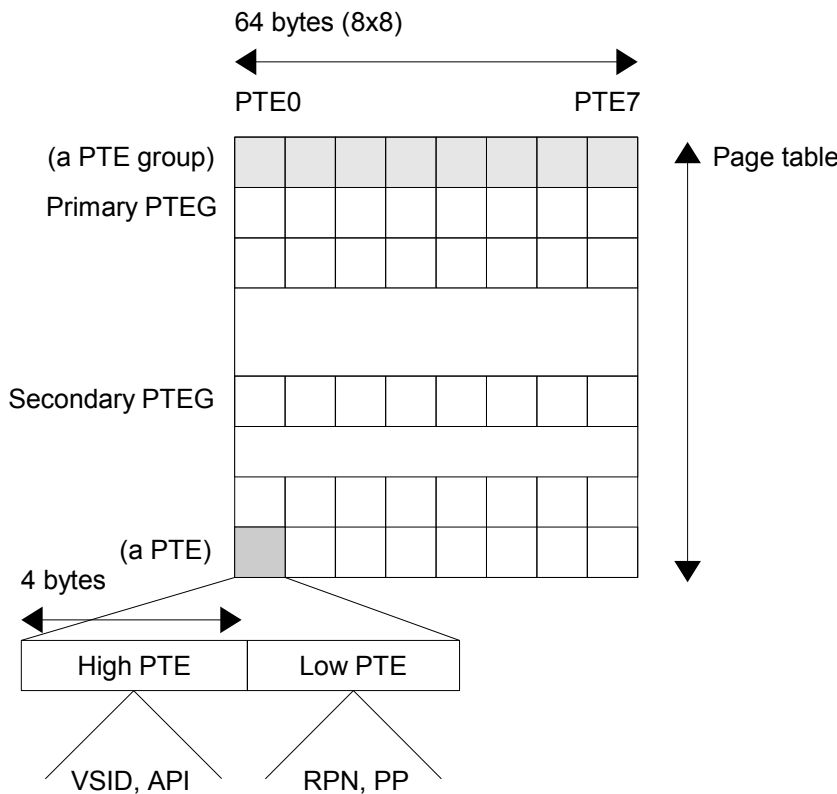 64 bytes (8x8)
PTE0 PTE7
(a PTE group)
Page table
Primary PTEG
Secondary PTEG
(a PTE)
4 bytes
High PTE Low PTE
VSID, API RPN, PP